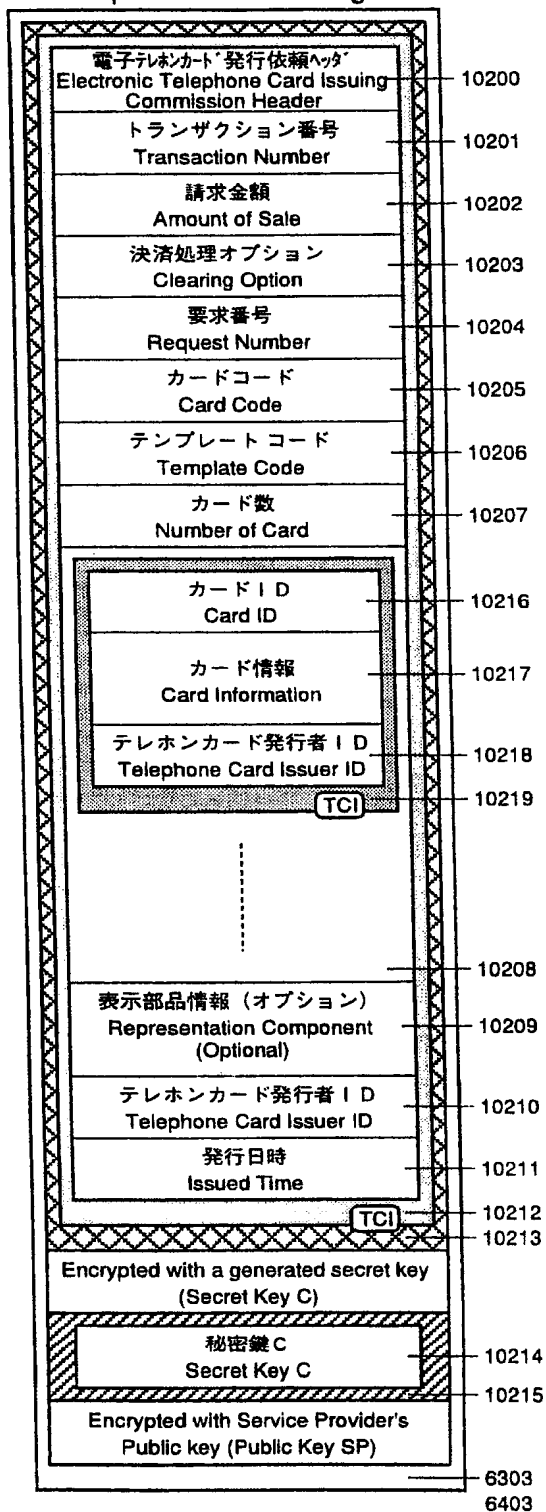 電子テレホンカード発行依頼ヘッダ
Electronic Telephone Card Issuing
Commission Header
10200
トランザクション番号
Transaction Number
10201
請求金額
Amount of Sale
10202
決済処理オプション
Clearing Option
10203
要求番号
Request Number
10204
カードコード
Card Code
10205
テンプレートコード
Template Code
10206
カード数
Number of Card
10207
カードID
Card ID
10216
カード情報
Card Information
10217
テレホンカード発行者ID
Telephone Card Issuer ID
10218
TCI
10219
10208
表示部品情報(オプション)
Representation Component
(Optional)
10209
テレホンカード発行者ID
Telephone Card Issuer ID
10210
発行日時
Issued Time
10211
TCI
10212
10213
Encrypted with a generated secret key
(Secret Key C)
秘密鍵C
Secret Key C
10214
10215
Encrypted with Service Provider's
Public key (Public Key SP)
6303
6403